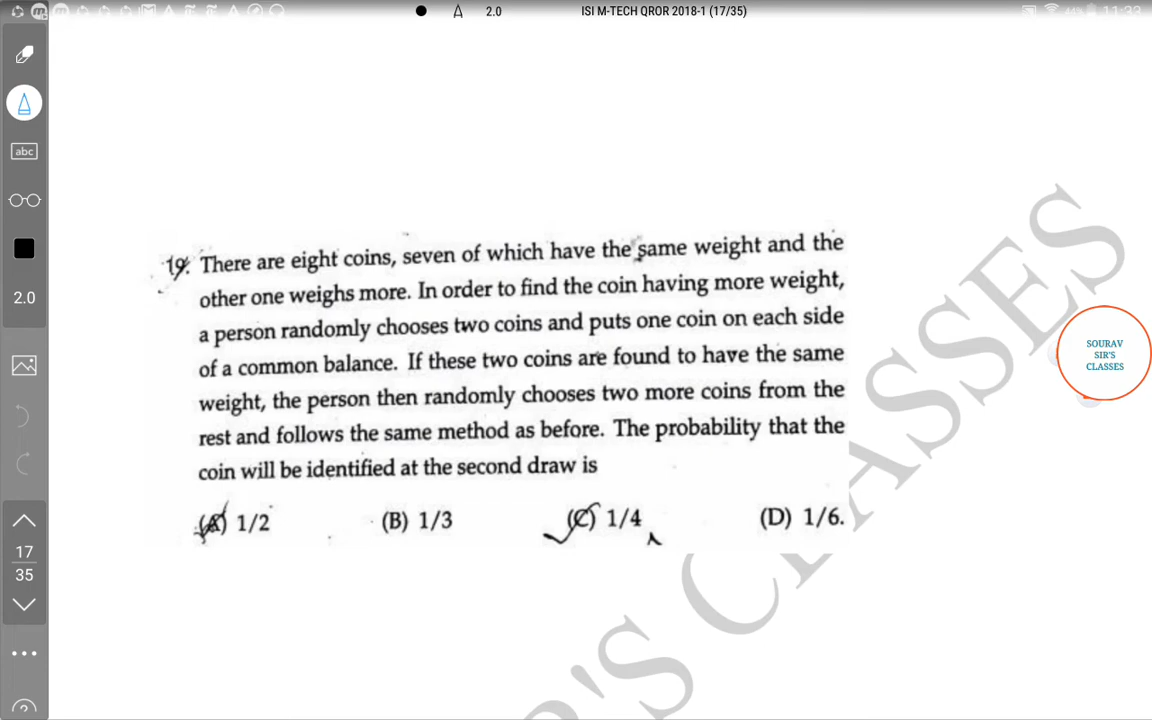 2.0
ISI M-TECH QROR 2018-1 (17/35)
44%
11:33
abc
2.0
17
35
19. There are eight coins, seven of which have the same weight and the
other one weighs more. In order to find the coin having more weight,
a person randomly chooses two coins and puts one coin on each side
of a common balance. If these two coins are found to have the same
weight, the person then randomly chooses two more coins from the
rest and follows the same method as before. The probability that the
coin will be identified at the second draw is
(A) 1/2 (B) 1/3 (C) 1/4 (D) 1/6.
SOURAV
SIR'S
CLASSES
R'S CLASSES